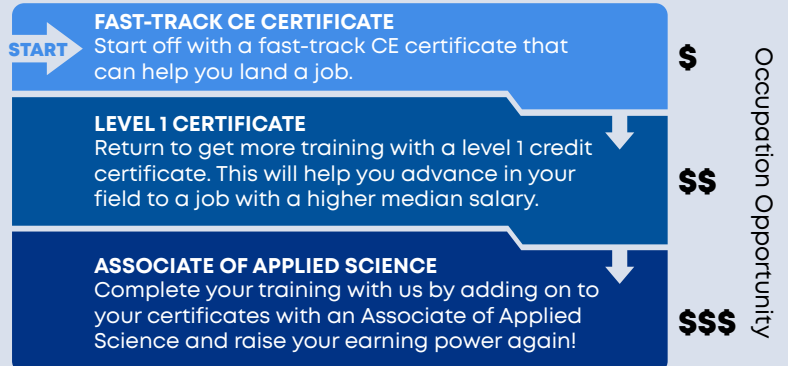 START
FAST-TRACK CE CERTIFICATE
Start off with a fast-track CE certificate that
can help you land a job.
$
LEVEL 1 CERTIFICATE
Return to get more training with a level 1 credit
certificate. This will help you advance in your
field to a job with a higher median salary.
$$
ASSOCIATE OF APPLIED SCIENCE
Complete your training with us by adding on to
your certificates with an Associate of Applied
Science and raise your earning power again!
$$$
Occupation Opportunity